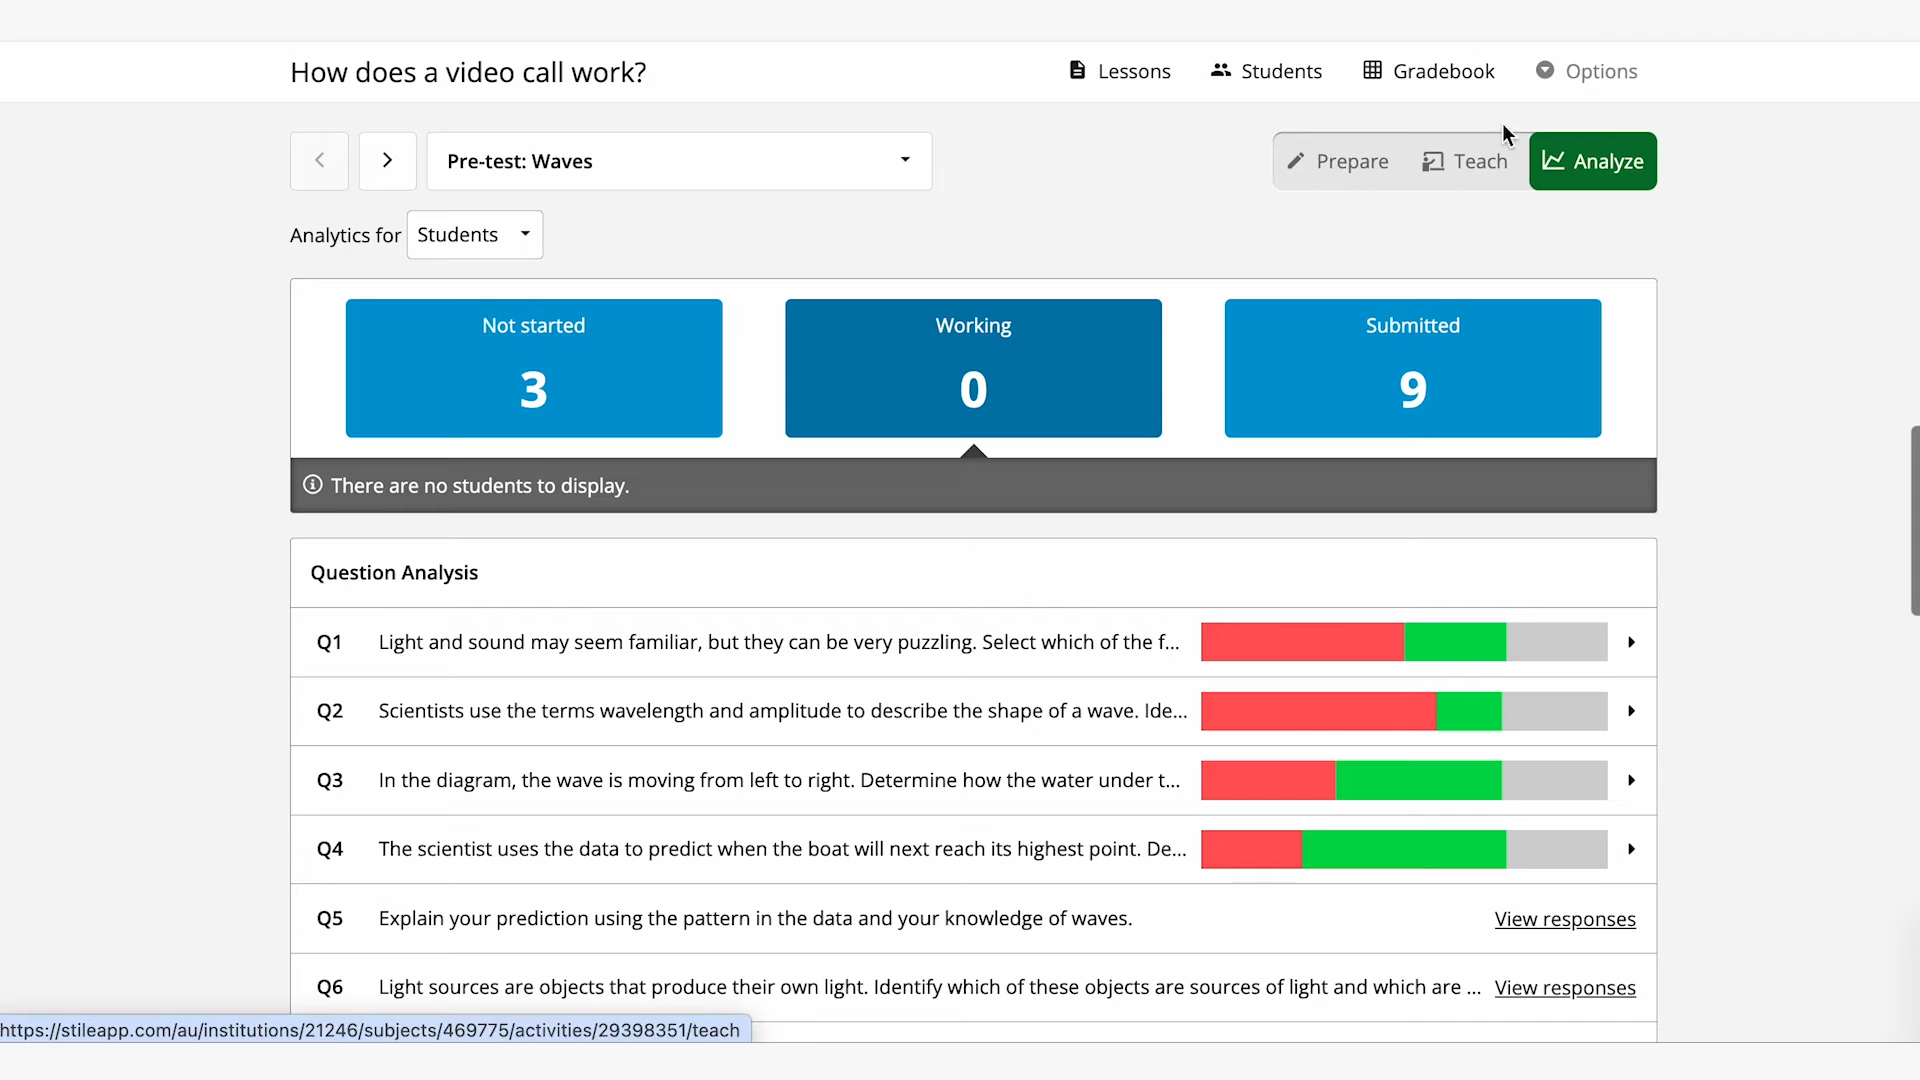 How does a video call work?
Lessons
Students
Gradebook
Options
Pre-test: Waves
Prepare
Teach
Analyze
Analytics for
Students
Not started
3
Working
0
Submitted
9
There are no students to display.
Question Analysis
Q1 Light and sound may seem familiar, but they can be very puzzling. Select which of the f...
Q2 Scientists use the terms wavelength and amplitude to describe the shape of a wave. Ide...
Q3 In the diagram, the wave is moving from left to right. Determine how the water under t...
Q4 The scientist uses the data to predict when the boat will next reach its highest point. De...
Q5 Explain your prediction using the pattern in the data and your knowledge of waves. View responses
Q6 Light sources are objects that produce their own light. Identify which of these objects are sources of light and which are ... View responses
https://stileapp.com/au/institutions/21246/subjects/469775/activities/29398351/teach